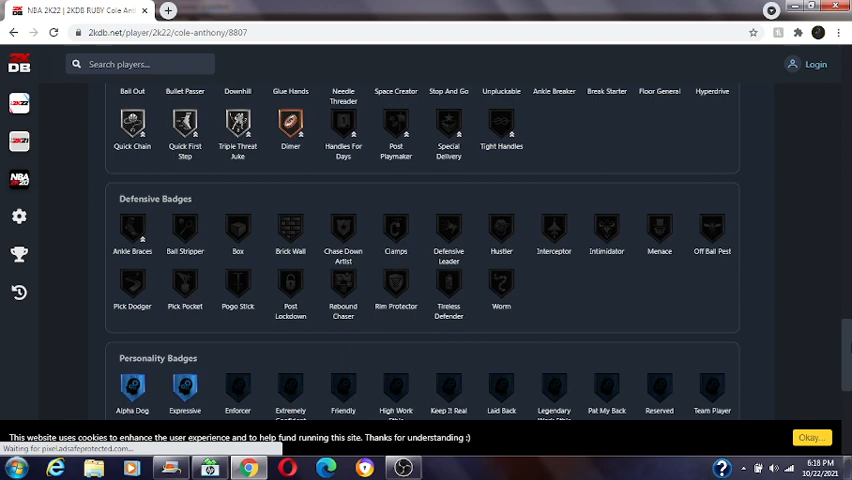 NBA 2K22 | 2KDB RUBY Cole Anthony
2kdb.net/player/2k22/cole-anthony/8807
2K DB
Search players...
Login
Bail Out Bullet Passer Downhill Glue Hands Needle Threader Space Creator Stop And Go Unpluckable Ankle Breaker Break Starter Floor General Hyperdrive
Quick Chain Quick First Step Triple Threat Juke Dimer Handles For Days Post Playmaker Special Delivery Tight Handles
Defensive Badges
Ankle Braces Ball Stripper Box Brick Wall Chase Down Artist Clamps Defensive Leader Hustler Interceptor Intimidator Menace Off Ball Pest
Pick Dodger Pick Pocket Pogo Stick Post Lockdown Rebound Chaser Rim Protector Tireless Defender Worm
Personality Badges
Alpha Dog Expressive Enforcer Extremely Friendly High Work Keep It Real Laid Back Legendary Pat My Back Reserved Team Player
This website uses cookies to enhance the user experience and to help fund running this site. Thanks for understanding :)
Okay...
Waiting for pixel.adsafeprotected.com...
6:18 PM
10/22/2021